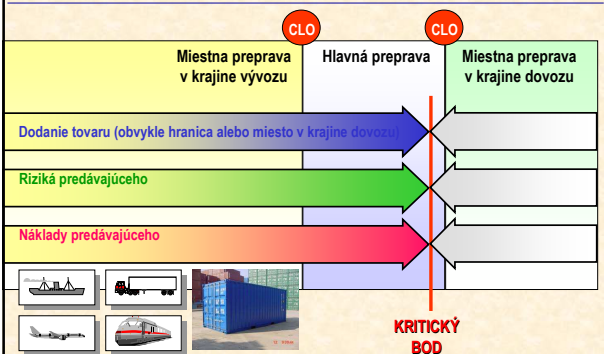 CLO
CLO
Miestna preprava
v krajine vývozu
Hlavná preprava
Miestna preprava
v krajine dovozu
Dodanie tovaru (obvykle hranica alebo miesto v krajine dovozu)
Riziká predávajúceho
Náklady predávajúceho
KRITICKÝ
BOD